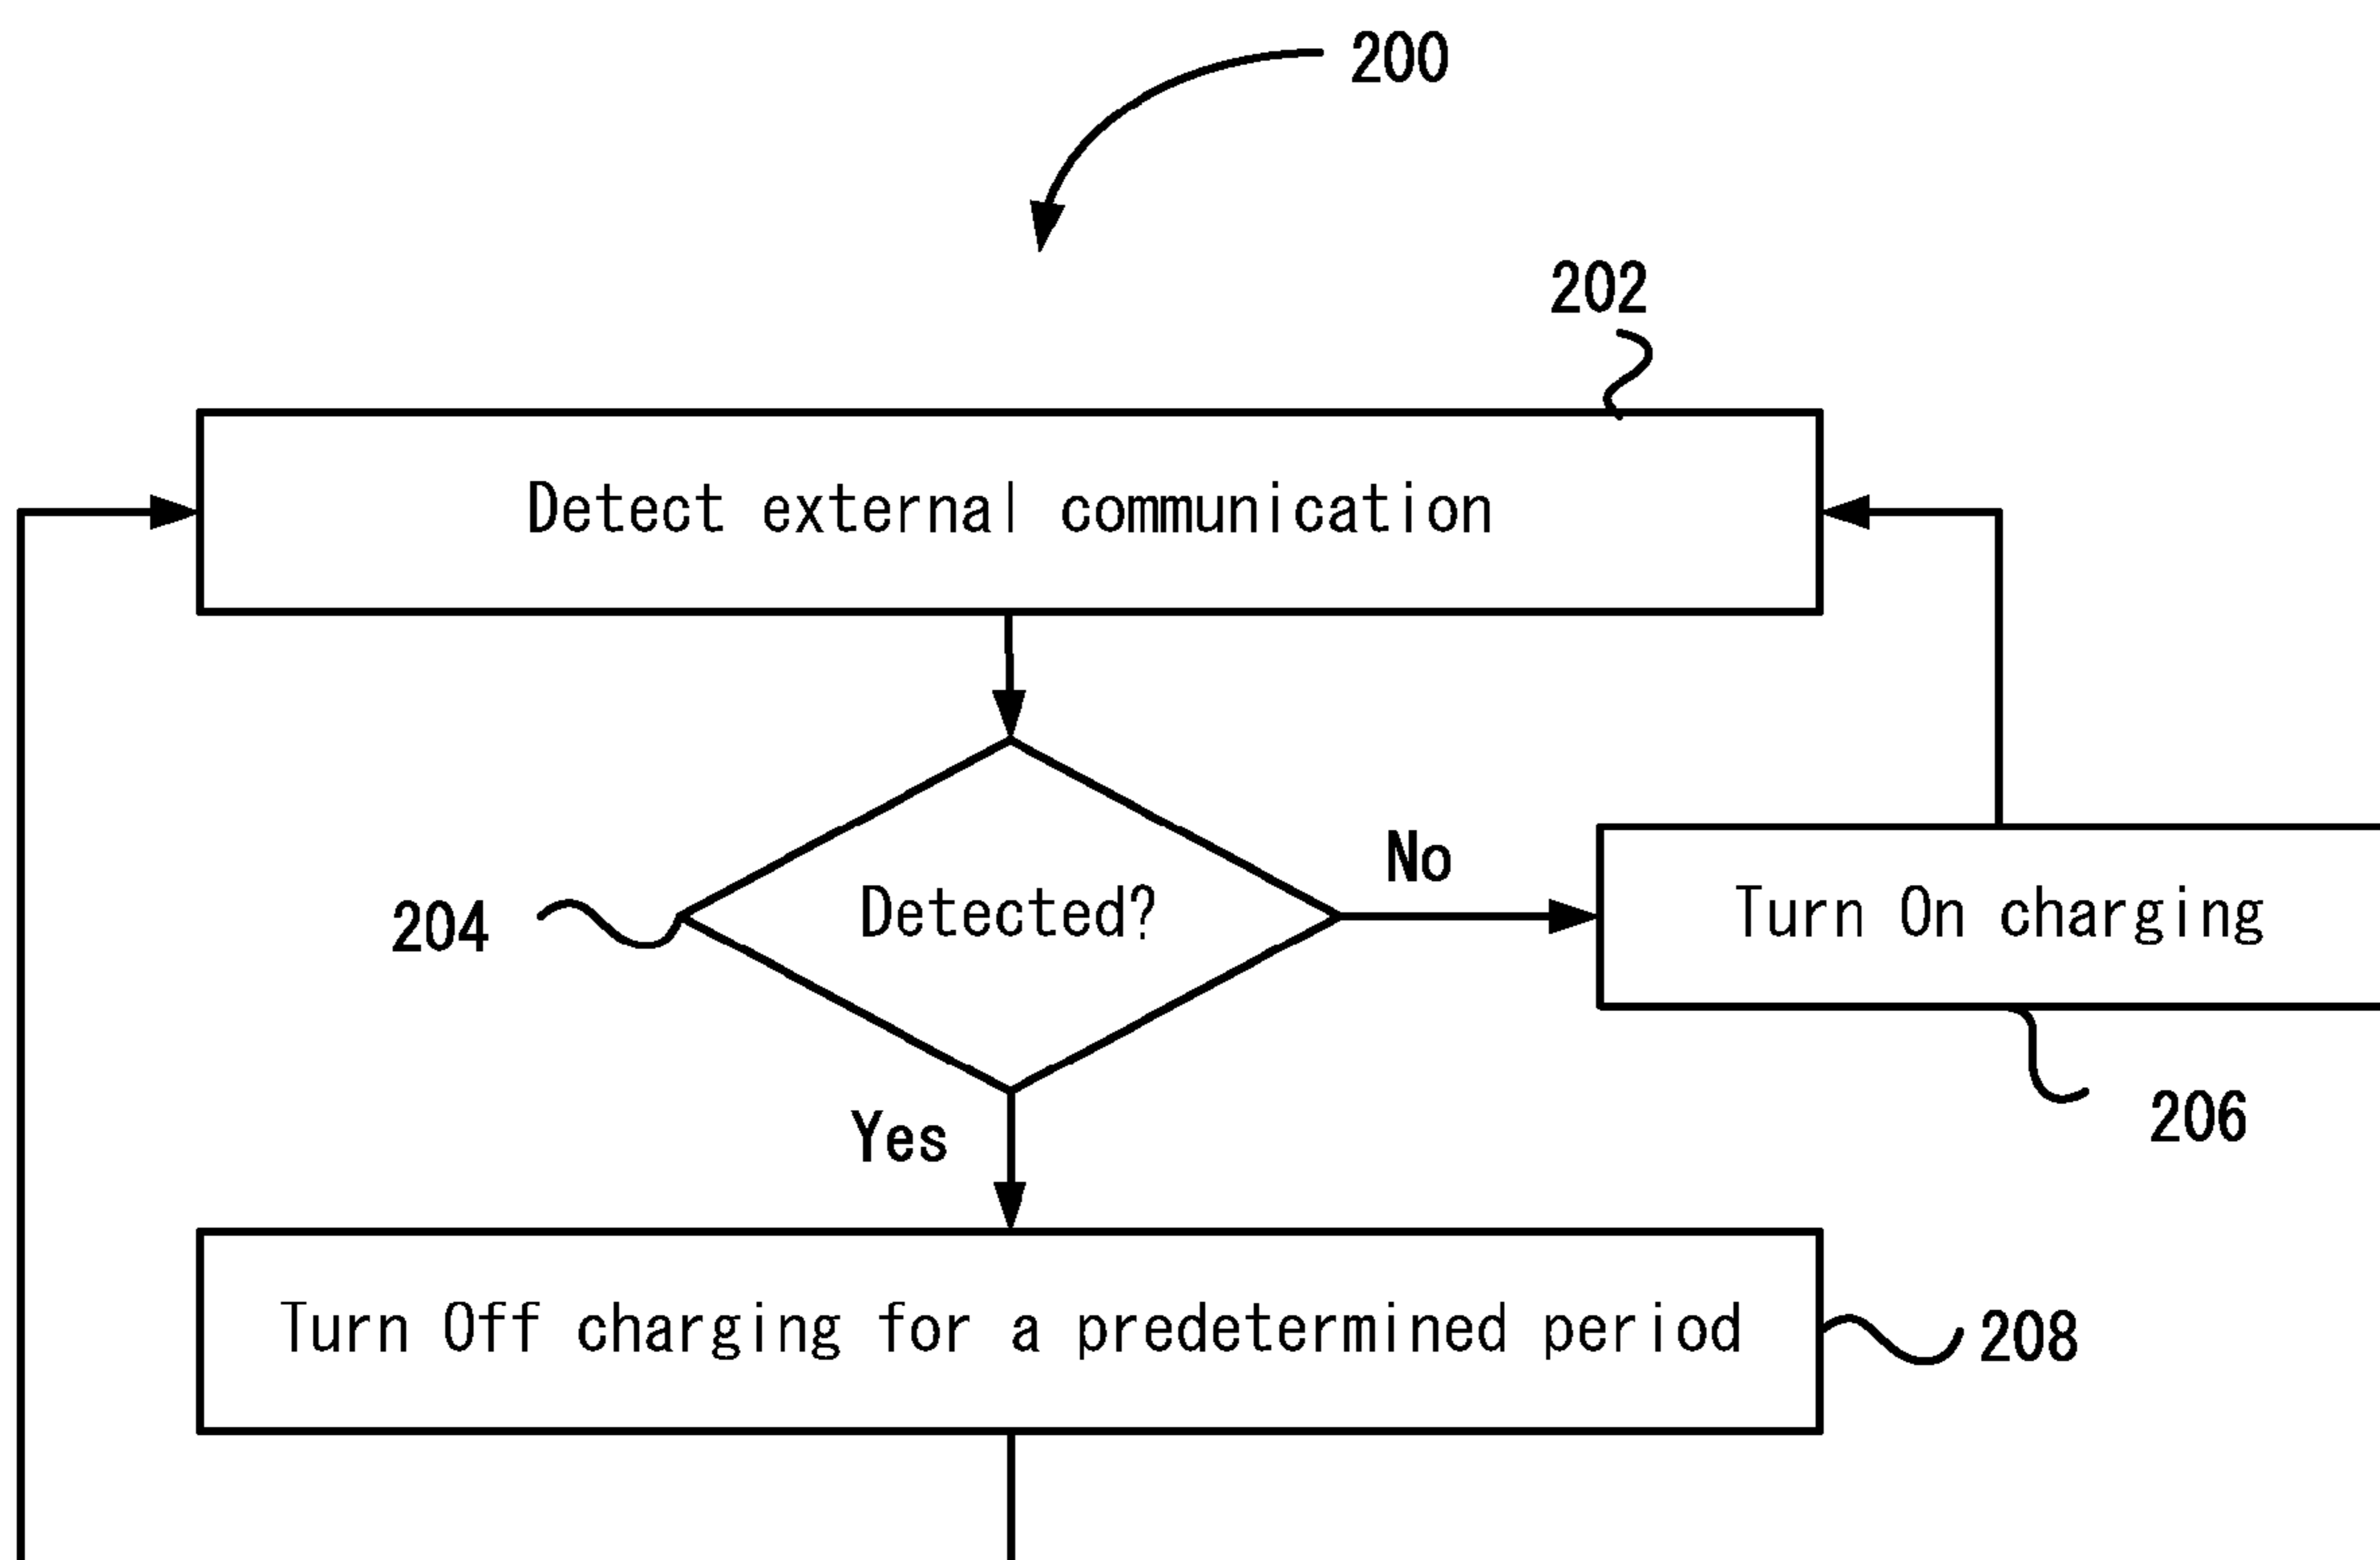 200
202
Detect external communication
No
204
Detected?
Turn On charging
Yes
206
Turn Off charging for a predetermined period
208